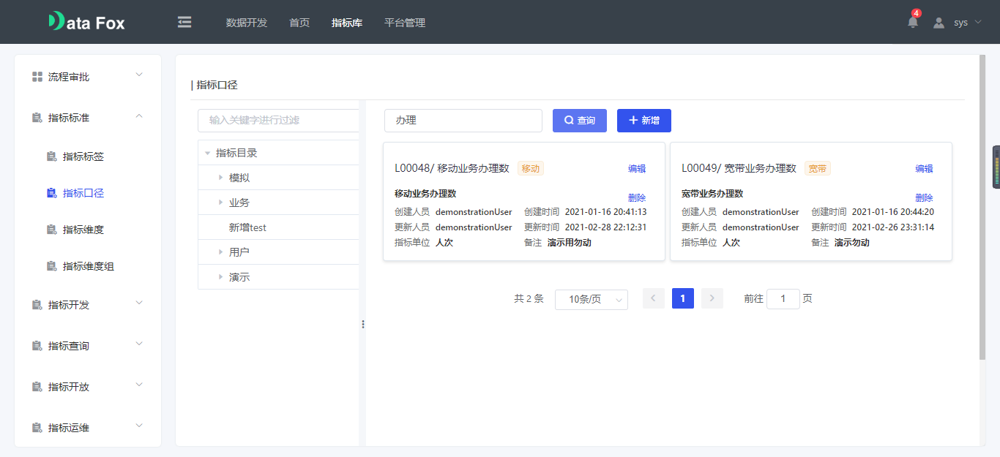 Data Fox
数据开发 首页 指标库 平台管理
4
sys
流程审批
指标标准
指标标签
指标口径
指标维度
指标维度组
指标开发
指标查询
指标开放
指标运维
指标口径
输入关键字进行过滤
指标目录
模拟
业务
新增test
用户
演示
办理 查询 新增
L00048/ 移动业务办理数 移动 编辑
移动业务办理数
删除
创建人员 demonstrationUser 创建时间 2021-01-16 20:41:13
更新人员 demonstrationUser 更新时间 2021-02-28 22:12:31
指标单位 人次 备注 演示用勿动
L00049/ 宽带业务办理数 宽带 编辑
宽带业务办理数
删除
创建人员 demonstrationUser 创建时间 2021-01-16 20:44:20
更新人员 demonstrationUser 更新时间 2021-02-26 23:31:14
指标单位 人次 备注 演示勿动
共 2 条 10条/页 1 前往 1 页